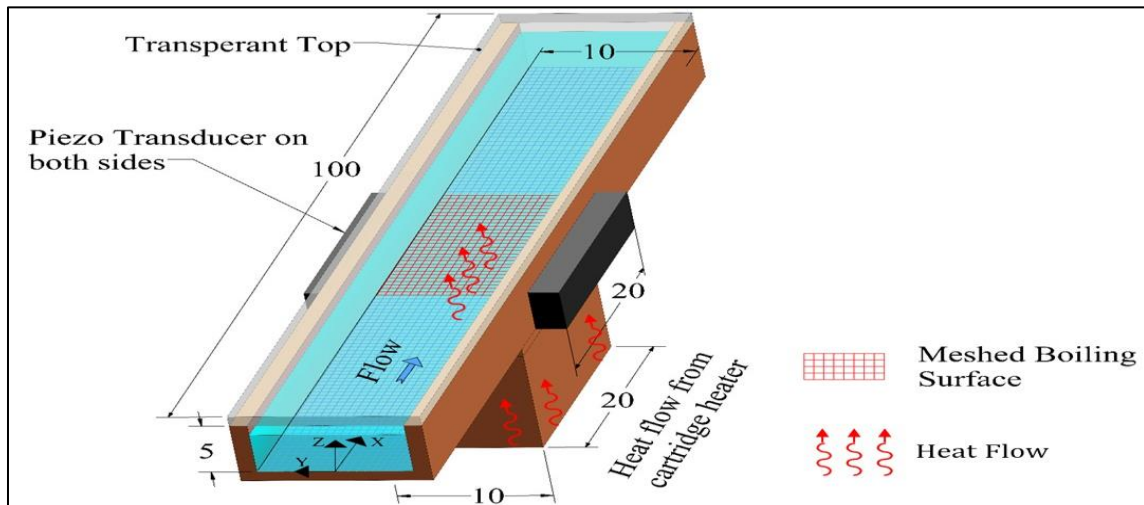 Transperant Top
10
Piezo Transducer on
both sides
100
20
Flow
20
5
Z
X
Y
10
Heat flow from
cartridge heater
Meshed Boiling
Surface
Heat Flow